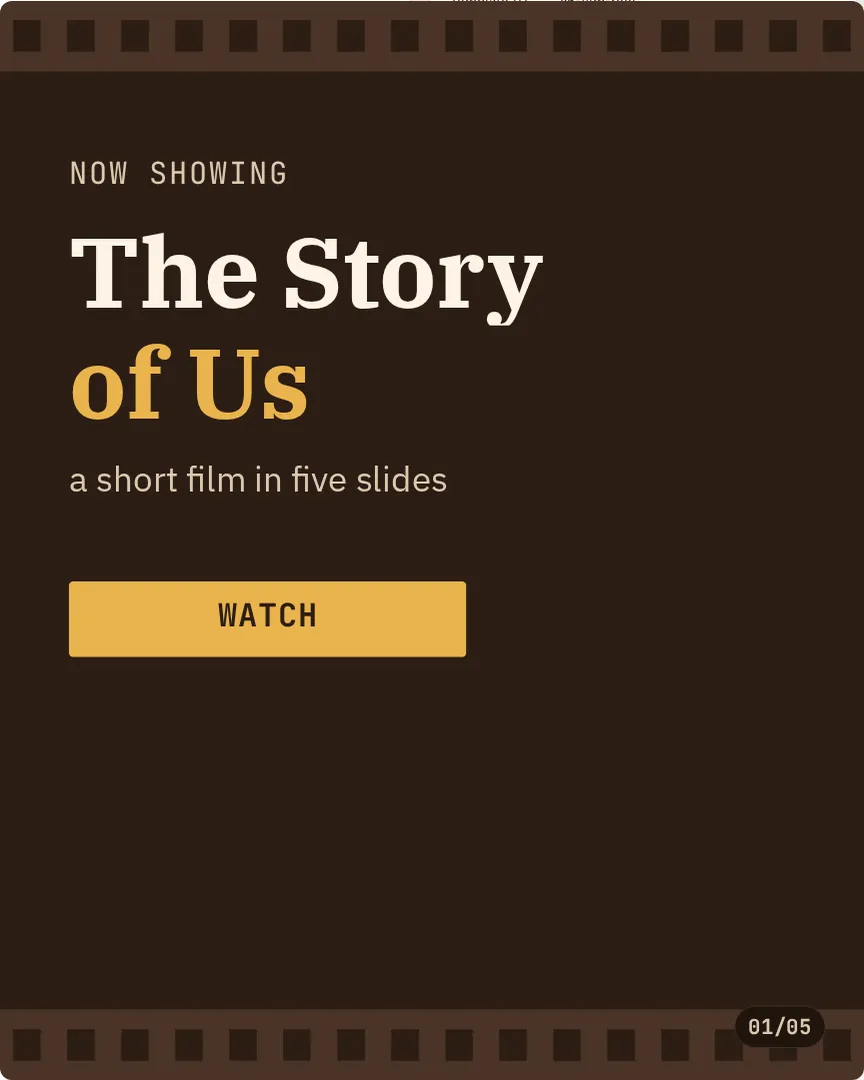 NOW SHOWING
The Story
of Us
a short film in five slides
WATCH
01/05